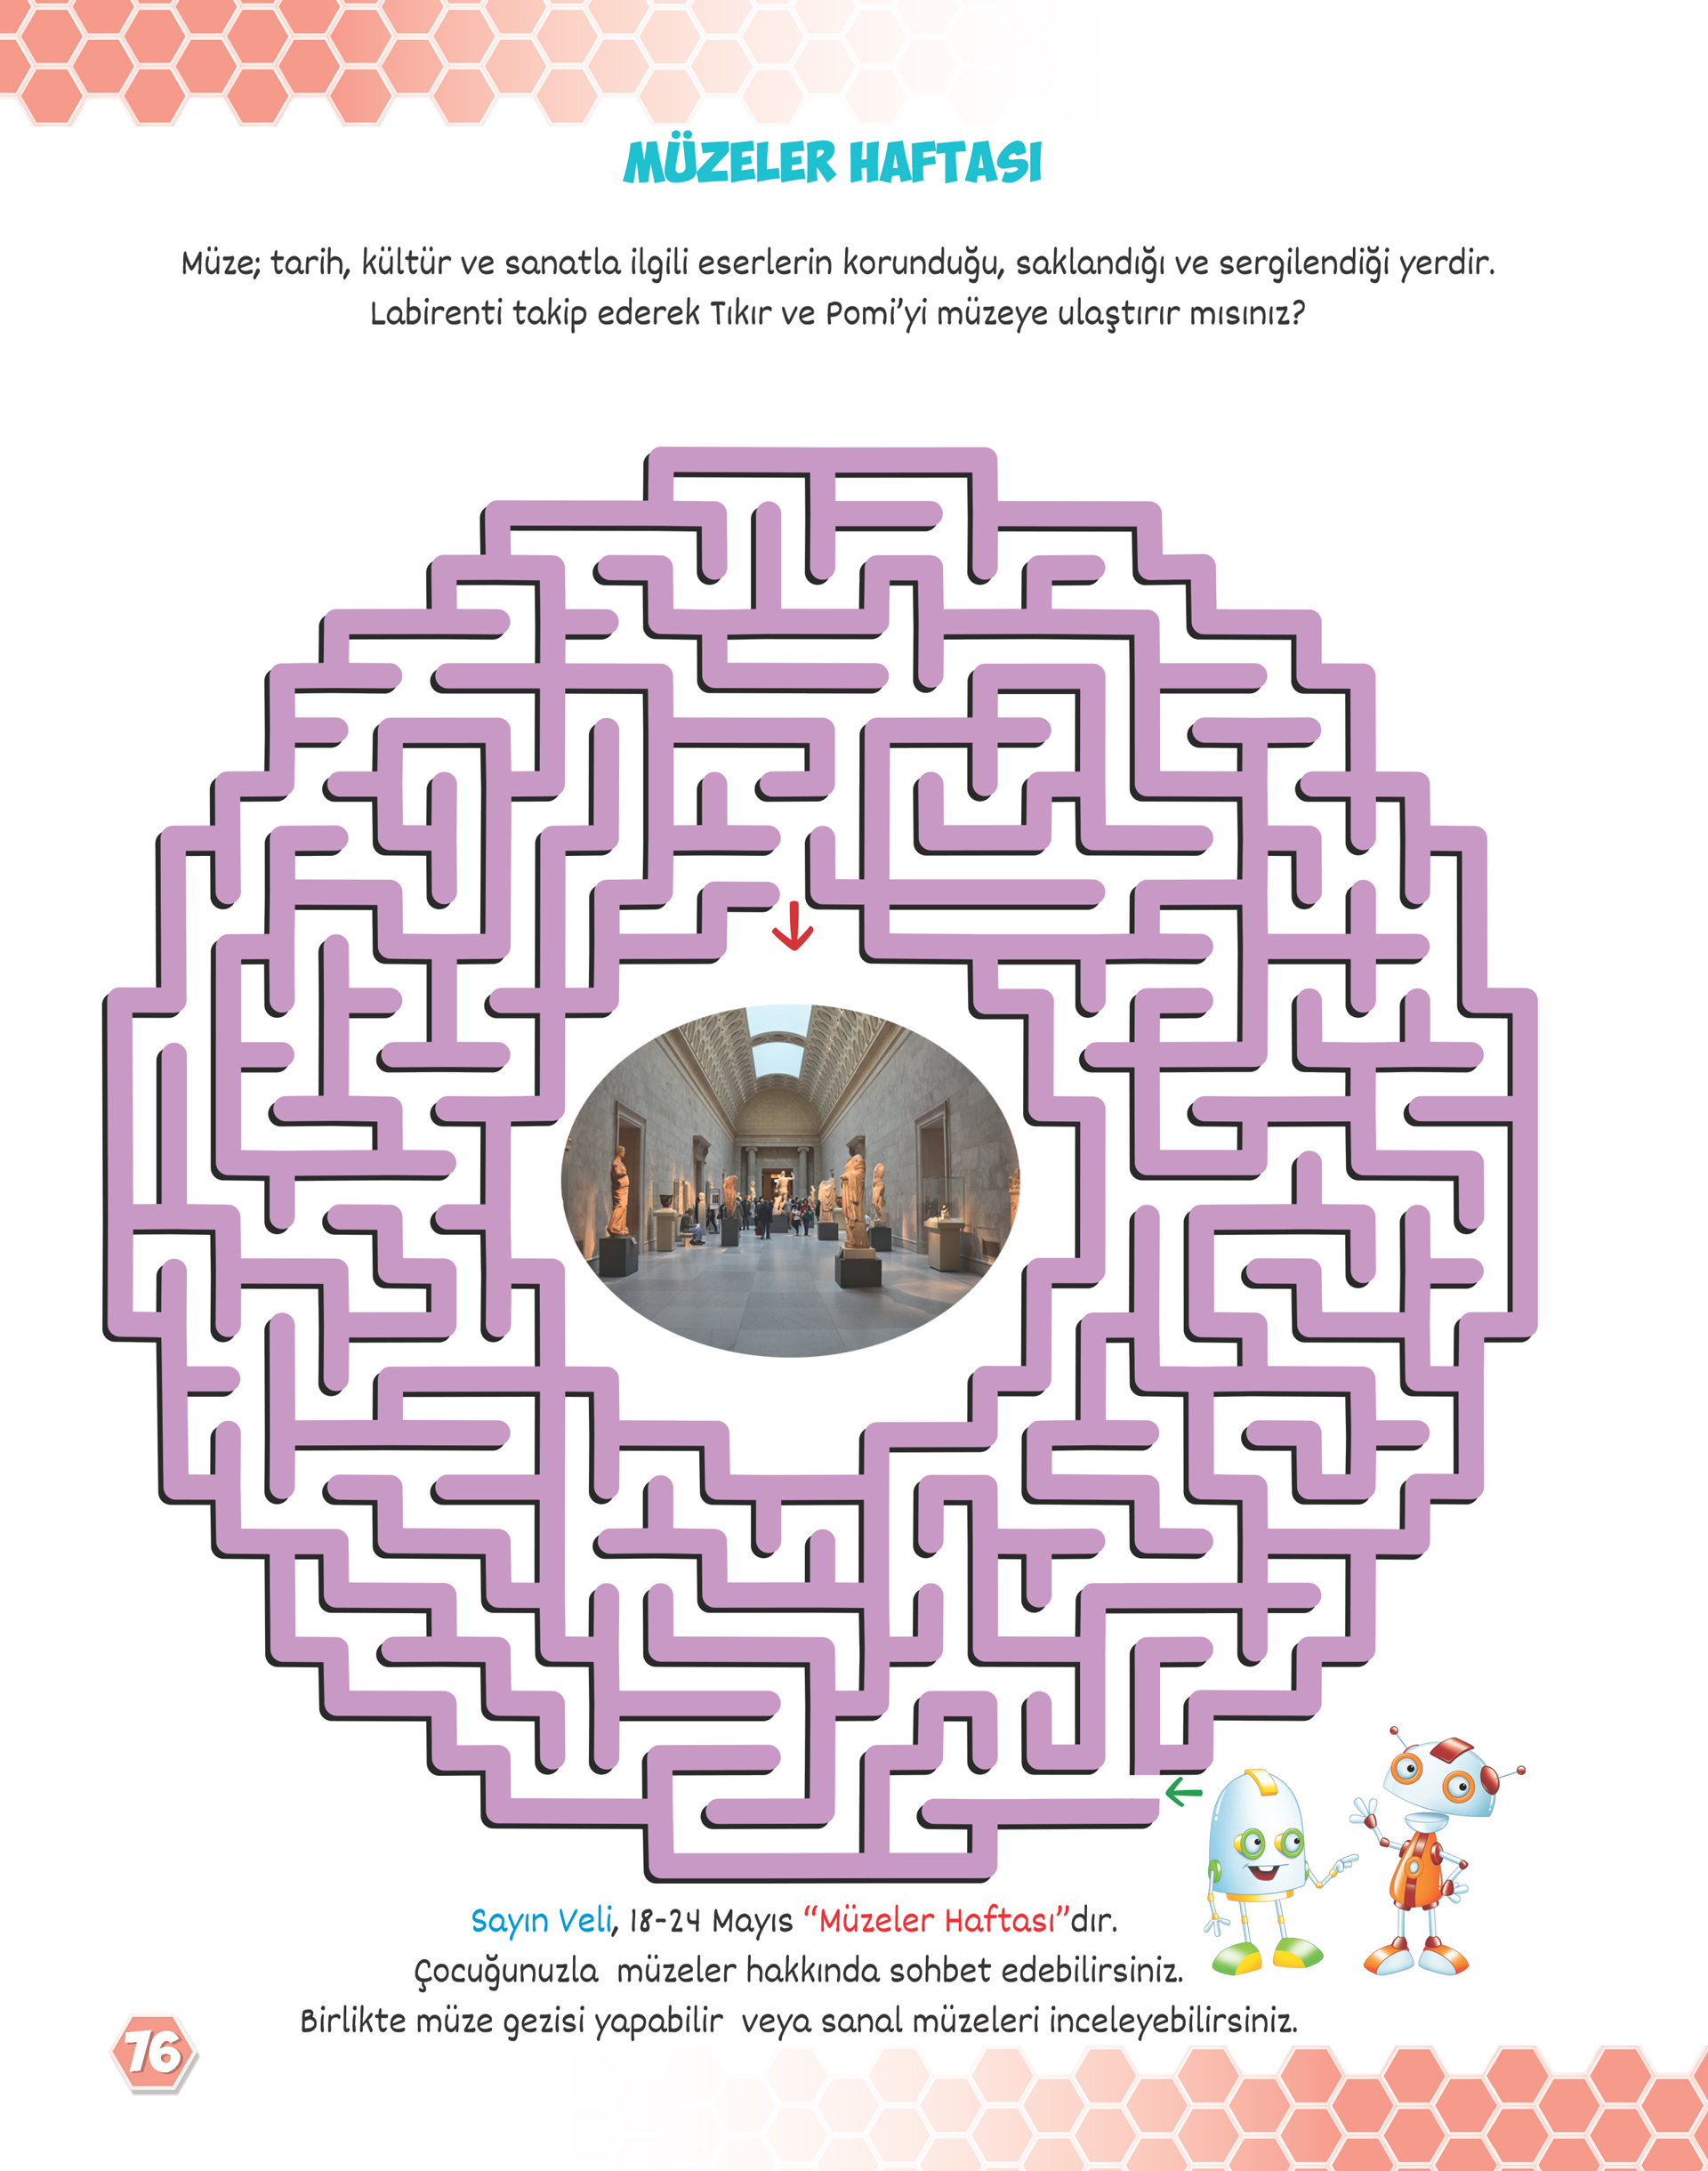 MÜZELER HAFTASI
Müze; tarih, kültür ve sanatla ilgili eserlerin korunduğu, saklandığı ve sergilendiği yerdir.
Labirenti takip ederek Tıkır ve Pomi’yi müzeye ulaştırır mısınız?
Sayın Veli, 18-24 Mayıs “Müzeler Haftası”dır.
Çocuğunuzla müzeler hakkında sohbet edebilirsiniz.
Birlikte müze gezisi yapabilir veya sanal müzeleri inceleyebilirsiniz.
76